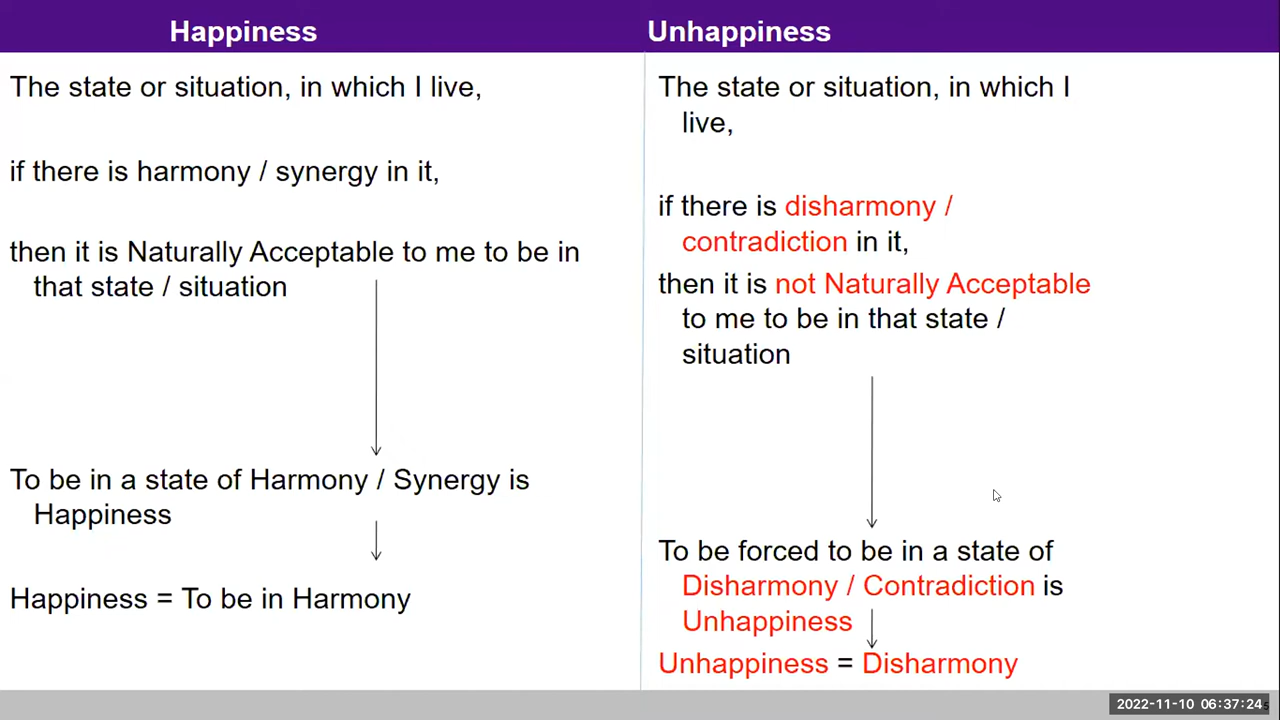 Happiness
The state or situation, in which I live,
if there is harmony / synergy in it,
then it is Naturally Acceptable to me to be in
that state / situation
To be in a state of Harmony / Synergy is
Happiness
Happiness = To be in Harmony
Unhappiness
The state or situation, in which I
live,
if there is disharmony /
contradiction in it,
then it is not Naturally Acceptable
to me to be in that state /
situation
To be forced to be in a state of
Disharmony / Contradiction is
Unhappiness
Unhappiness = Disharmony
2022-11-10 06:37:24